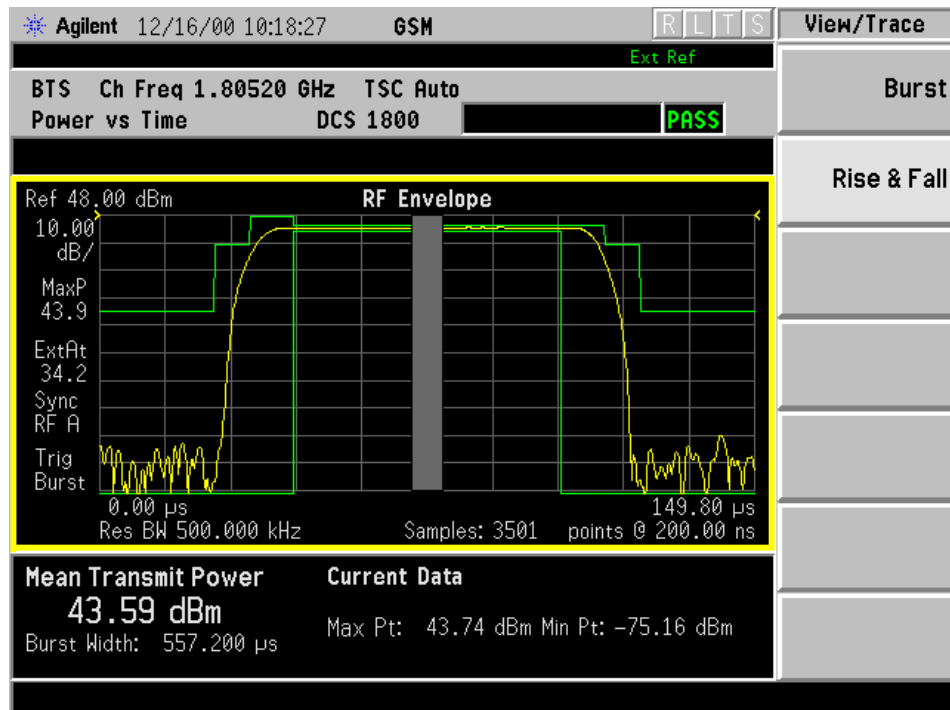 Agilent 12/16/00 10:18:27 GSM R L T S View/Trace
Ext Ref
BTS Ch Freq 1.80520 GHz TSC Auto
Power vs Time DCS 1800 PASS
Burst
Rise & Fall
Ref 48.00 dBm RF Envelope
10.00
dB/
MaxP
43.9
ExtAt
34.2
Sync
RF A
Trig
Burst
0.00 µs 149.80 µs
Res BW 500.000 kHz Samples: 3501 points @ 200.00 ns
Mean Transmit Power Current Data
43.59 dBm
Max Pt: 43.74 dBm Min Pt: -75.16 dBm
Burst Width: 557.200 µs